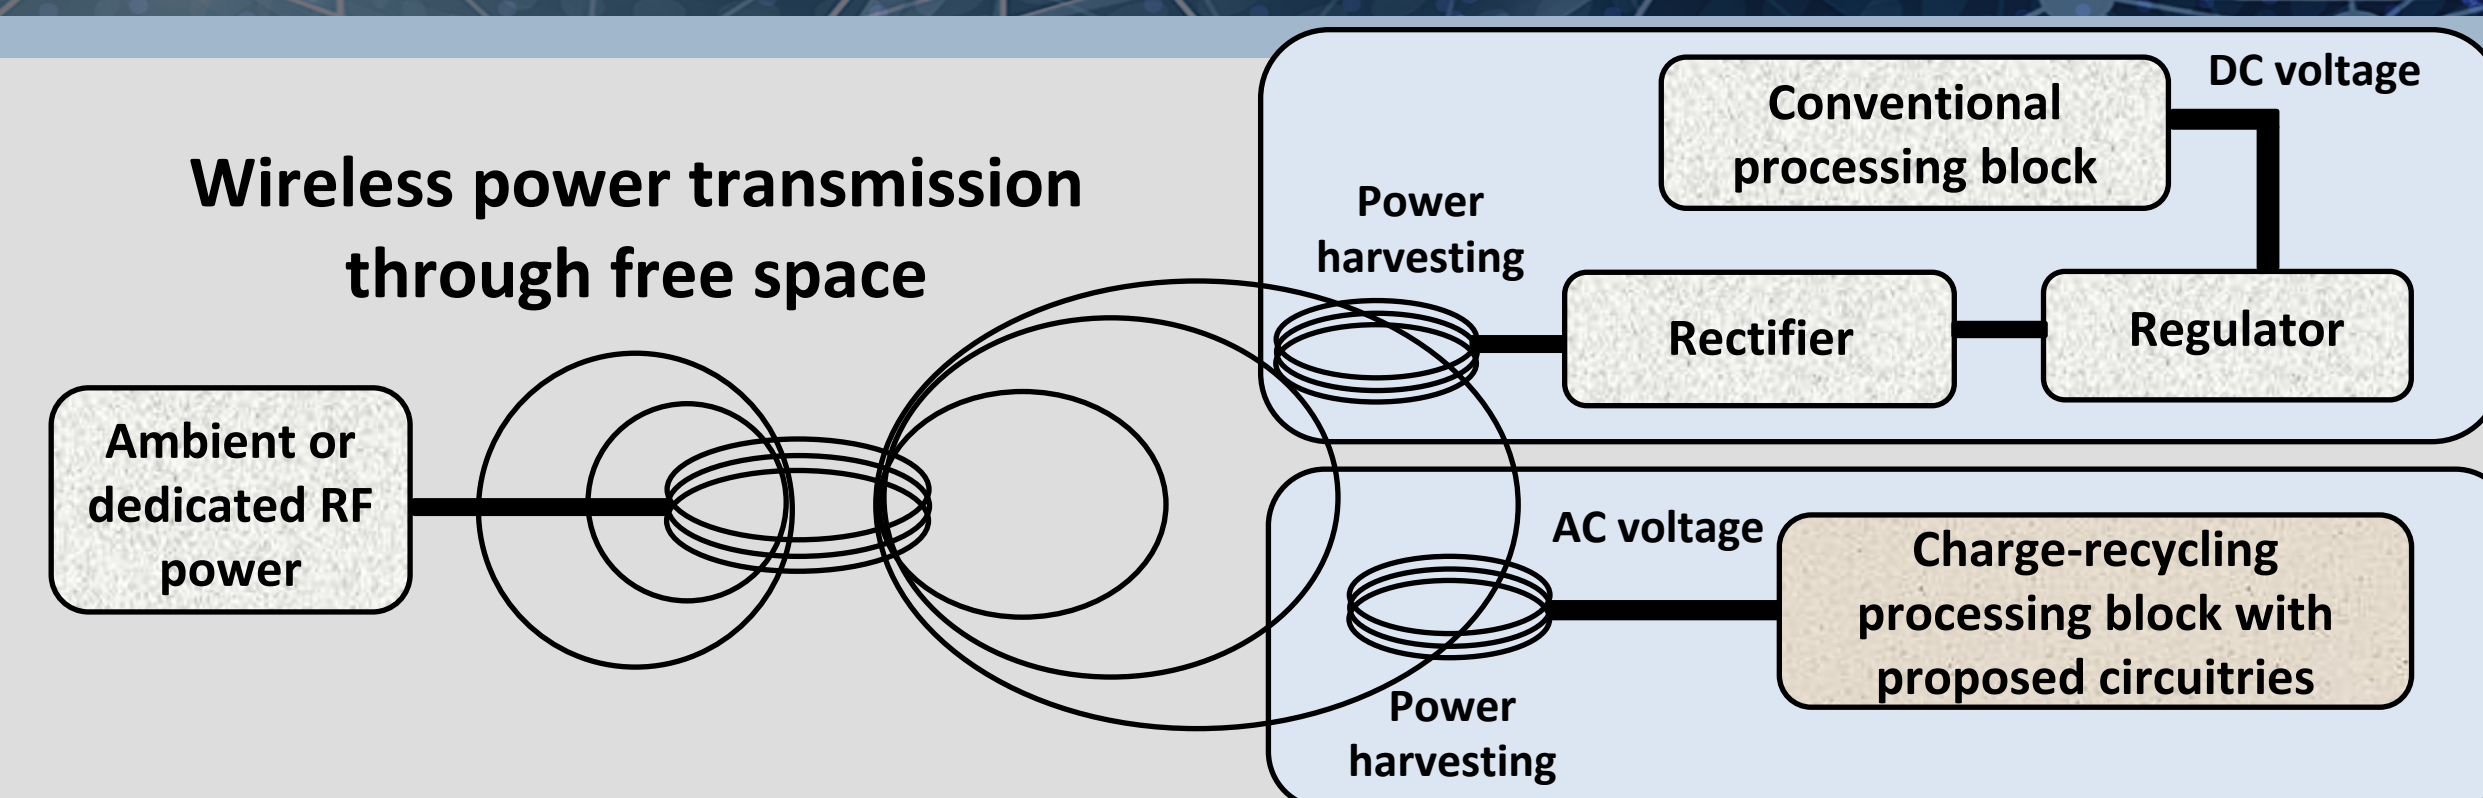 Wireless power transmission
through free space
Ambient or
dedicated RF
power
Power
harvesting
Rectifier
Regulator
DC voltage
Conventional
processing block
Power
harvesting
AC voltage
Charge-recycling
processing block with
proposed circuitries